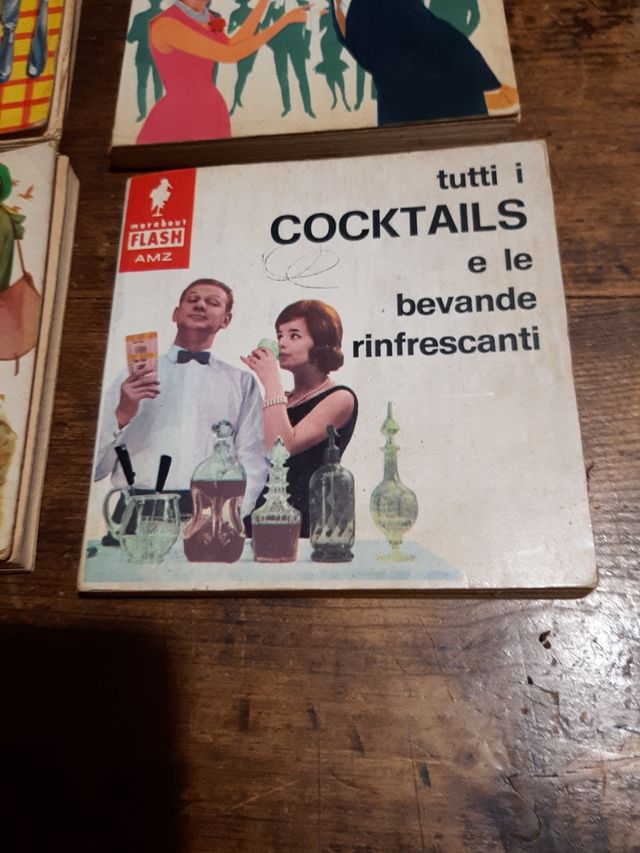 marabout
FLASH
AMZ
tutti i
COCKTAILS
e le
bevande
rinfrescanti